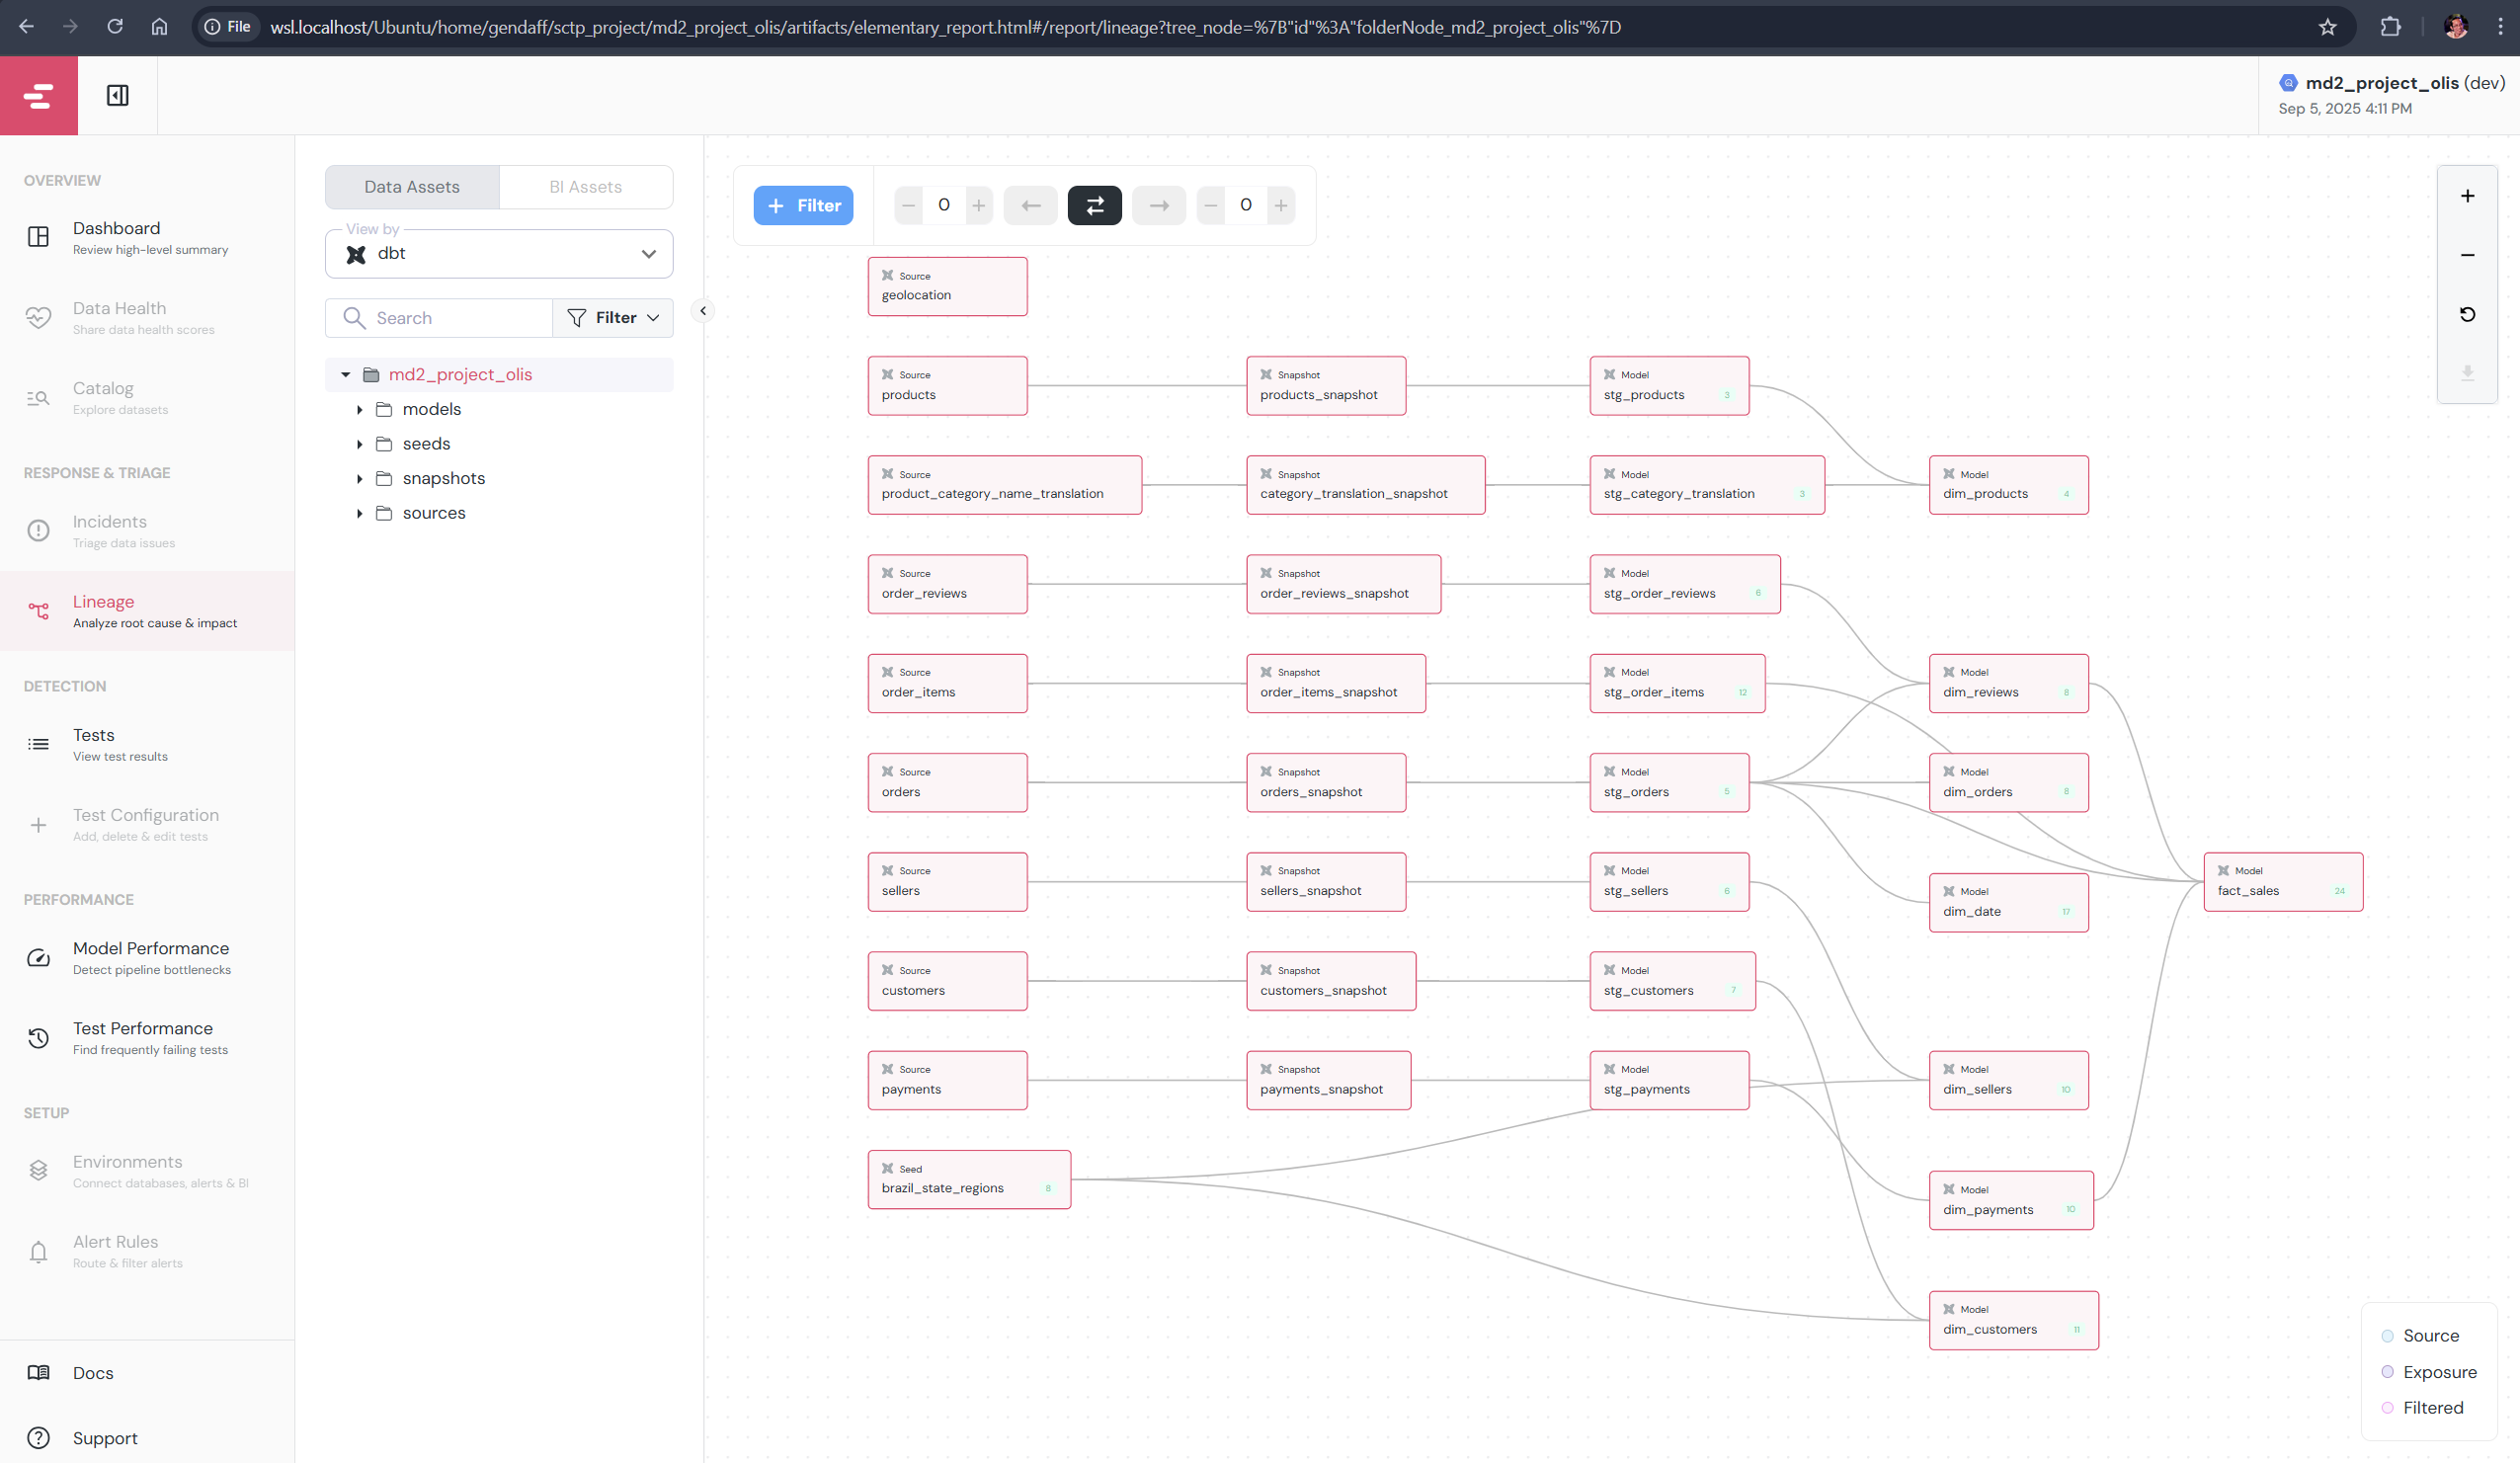 File
wsl.localhost/Ubuntu/home/gendaff/sctp_project/md2_project_olis/artifacts/elementary_report.html#/report/lineage?tree_node=%7B"id"%3A"folderNode_md2_project_olis"%7D
md2_project_olis (dev)
Sep 5, 2025 4:11 PM
OVERVIEW
Dashboard
Review high-level summary
Data Health
Share data health scores
Catalog
Explore datasets
RESPONSE & TRIAGE
Incidents
Triage data issues
Lineage
Analyze root cause & impact
DETECTION
Tests
View test results
Test Configuration
Add, delete & edit tests
PERFORMANCE
Model Performance
Detect pipeline bottlenecks
Test Performance
Find frequently failing tests
SETUP
Environments
Connect databases, alerts & BI
Alert Rules
Route & filter alerts
Docs
Support
Data Assets
BI Assets
View by
dbt
Search
Filter
md2_project_olis
models
seeds
snapshots
sources
+ Filter
− 0 +
− 0 +
Source
geolocation
Source
products
Snapshot
products_snapshot
Model
stg_products 3
Source
product_category_name_translation
Snapshot
category_translation_snapshot
Model
stg_category_translation 3
Model
dim_products 4
Source
order_reviews
Snapshot
order_reviews_snapshot
Model
stg_order_reviews 6
Source
order_items
Snapshot
order_items_snapshot
Model
stg_order_items 12
Model
dim_reviews 8
Source
orders
Snapshot
orders_snapshot
Model
stg_orders 5
Model
dim_orders 8
Source
sellers
Snapshot
sellers_snapshot
Model
stg_sellers 6
Model
dim_date 17
Model
fact_sales 24
Source
customers
Snapshot
customers_snapshot
Model
stg_customers 7
Source
payments
Snapshot
payments_snapshot
Model
stg_payments
Model
dim_sellers 10
Seed
brazil_state_regions 8
Model
dim_payments 10
Model
dim_customers 11
Source
Exposure
Filtered